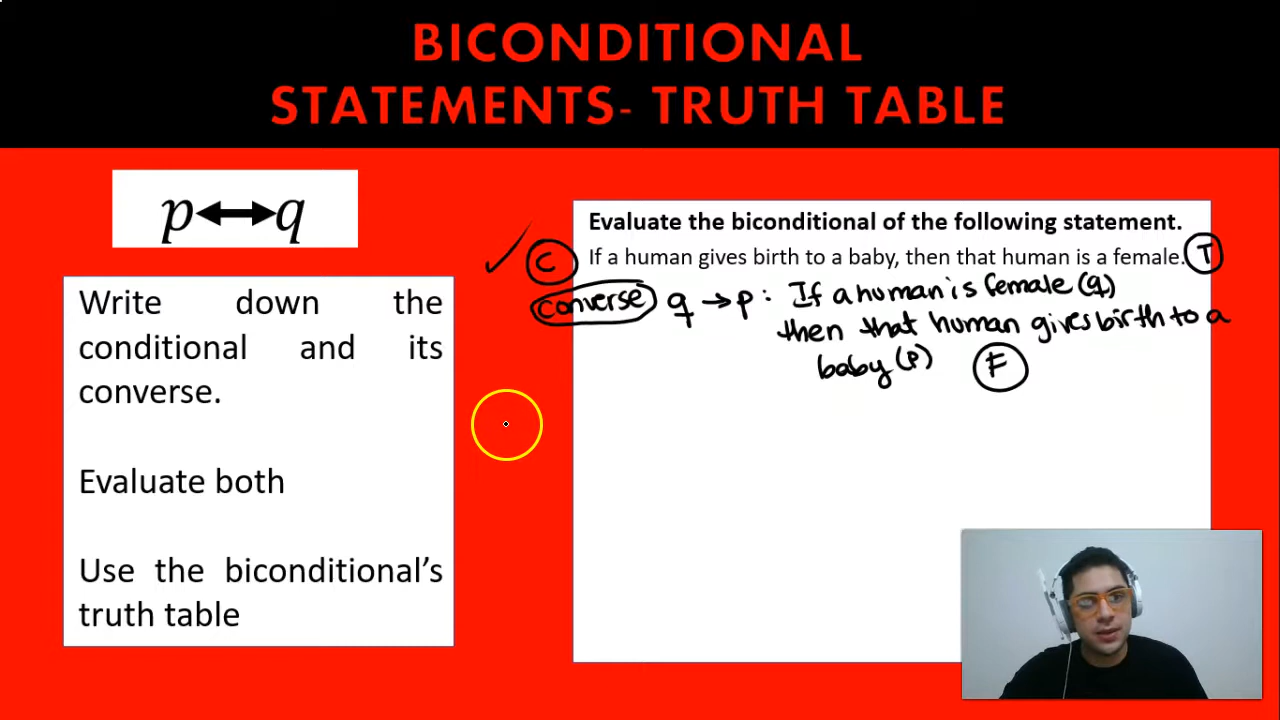 BICONDITIONAL
STATEMENTS- TRUTH TABLE
p↔q
Write down the
conditional and its
converse.
Evaluate both
Use the biconditional's
truth table
Evaluate the biconditional of the following statement.
C If a human gives birth to a baby, then that human is a female. T
converse q → p: If a human is female (q)
then that human gives birth to a
baby (p) F